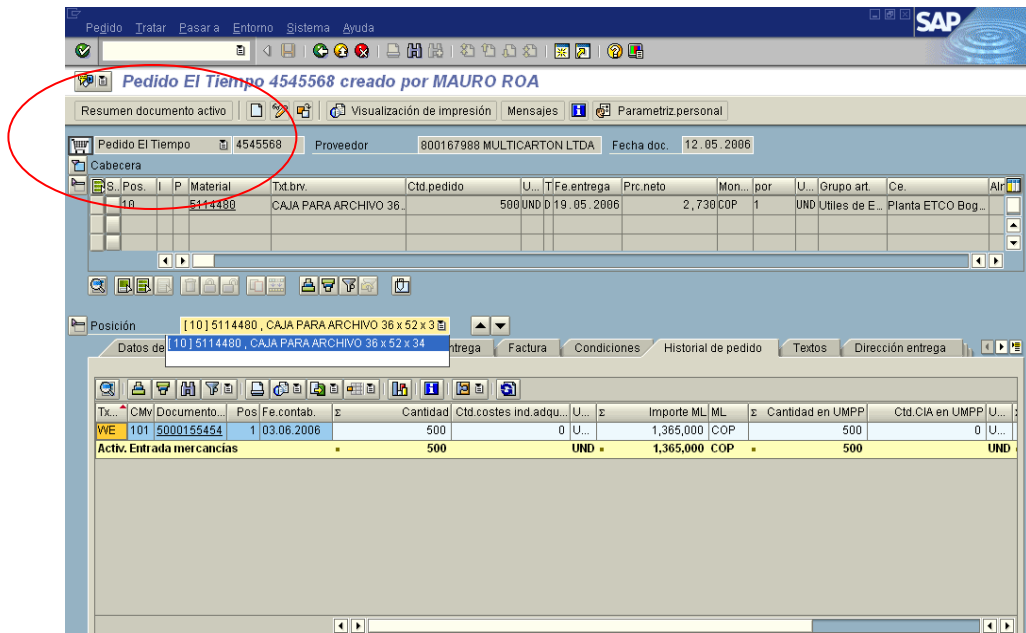 Pedido Tratar Pasar a Entorno Sistema Ayuda
SAP
Pedido El Tiempo 4545568 creado por MAURO ROA
Resumen documento activo Visualización de impresión Mensajes Parametriz.personal
Pedido El Tiempo 4545568 Proveedor 800167988 MULTICARTON LTDA Fecha doc. 12.05.2006
Cabecera
S.. Pos. I P Material Txt.brv. Ctd.pedido U... T Fe.entrega Prc.neto Mon... por U... Grupo art. Ce. Alr
10 5114480 CAJA PARA ARCHIVO 36.. 500 UND D 19.05.2006 2,730 COP 1 UND Utiles de E... Planta ETCO Bog...
Posición [ 10 ] 5114480 , CAJA PARA ARCHIVO 36 x 52 x 3
[ 10 ] 5114480 , CAJA PARA ARCHIVO 36 x 52 x 34
Datos de ntrega Factura Condiciones Historial de pedido Textos Dirección entrega
Tx... CMv Documento... Pos Fe.contab. Σ Cantidad Ctd.costes ind.adqu... U... Σ Importe ML ML Σ Cantidad en UMPP Ctd.CIA en UMPP U... Σ
WE 101 5000155454 1 03.06.2006 500 0 U... 1,365,000 COP 500 0 U...
Activ. Entrada mercancías 500 UND 1,365,000 COP 500 UND